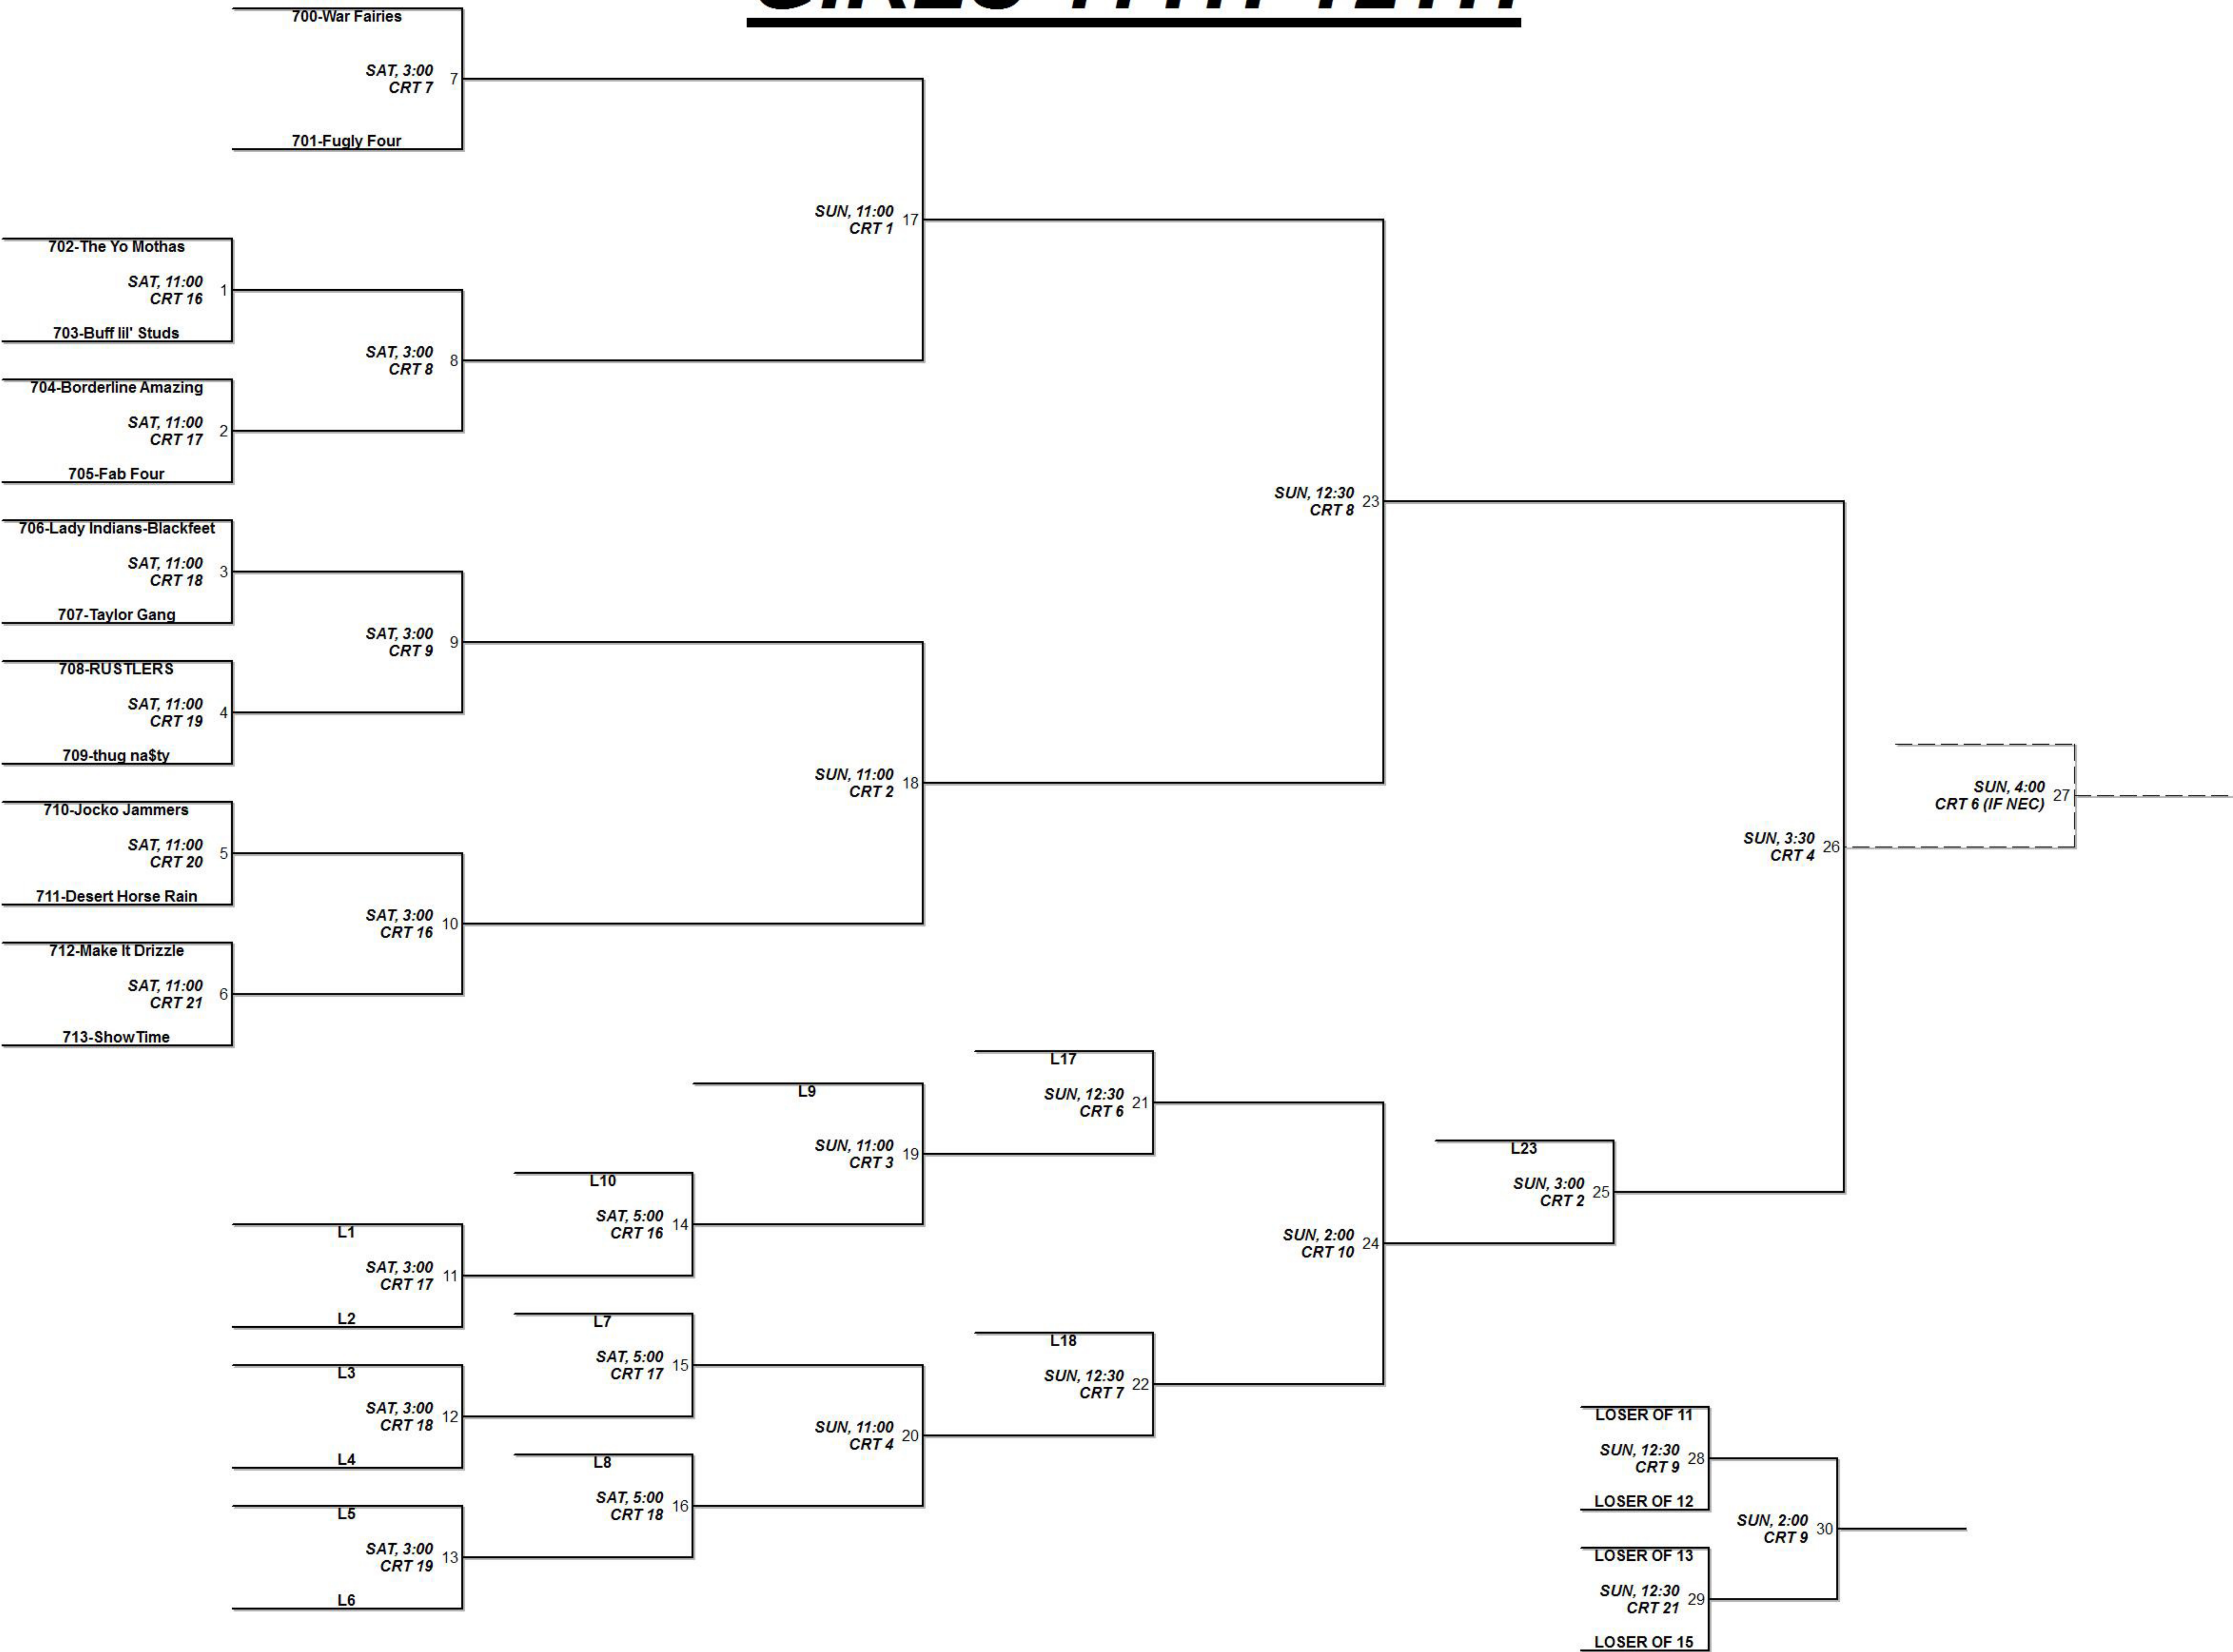 700-War Fairies
SAT, 3:00
CRT 7
7
701-Fugly Four
702-The Yo Mothas
SAT, 11:00
CRT 16
1
703-Buff lil' Studs
SAT, 3:00
CRT 8
8
704-Borderline Amazing
SAT, 11:00
CRT 17
2
705-Fab Four
SUN, 11:00
CRT 1
17
706-Lady Indians-Blackfeet
SAT, 11:00
CRT 18
3
707-Taylor Gang
SAT, 3:00
CRT 9
9
708-RUSTLERS
SAT, 11:00
CRT 19
4
709-thug na$ty
710-Jocko Jammers
SAT, 11:00
CRT 20
5
711-Desert Horse Rain
SAT, 3:00
CRT 16
10
712-Make It Drizzle
SAT, 11:00
CRT 21
6
713-ShowTime
SUN, 11:00
CRT 2
18
SUN, 12:30
CRT 8
23
SUN, 3:30
CRT 4
26
SUN, 4:00
CRT 6 (IF NEC)
27
L1
SAT, 3:00
CRT 17
11
L2
L3
SAT, 3:00
CRT 18
12
L4
L5
SAT, 3:00
CRT 19
13
L6
L10
SAT, 5:00
CRT 16
14
L7
SAT, 5:00
CRT 17
15
L8
SAT, 5:00
CRT 18
16
L9
SUN, 11:00
CRT 3
19
SUN, 11:00
CRT 4
20
L17
SUN, 12:30
CRT 6
21
L18
SUN, 12:30
CRT 7
22
SUN, 2:00
CRT 10
24
L23
SUN, 3:00
CRT 2
25
LOSER OF 11
SUN, 12:30
CRT 9
28
LOSER OF 12
SUN, 2:00
CRT 9
30
LOSER OF 13
SUN, 12:30
CRT 21
29
LOSER OF 15